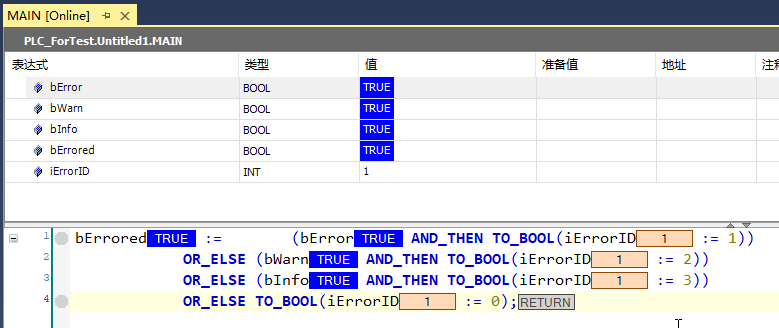 MAIN [Online]
PLC_ForTest.Untitled1.MAIN
表达式 类型 值 准备值 地址 注释
bError BOOL TRUE
bWarn BOOL TRUE
bInfo BOOL TRUE
bErrored BOOL TRUE
iErrorID INT 1
1 bErrored TRUE := (bError TRUE AND_THEN TO_BOOL(iErrorID 1 := 1))
2 OR_ELSE (bWarn TRUE AND_THEN TO_BOOL(iErrorID 1 := 2))
3 OR_ELSE (bInfo TRUE AND_THEN TO_BOOL(iErrorID 1 := 3))
4 OR_ELSE TO_BOOL(iErrorID 1 := 0); RETURN